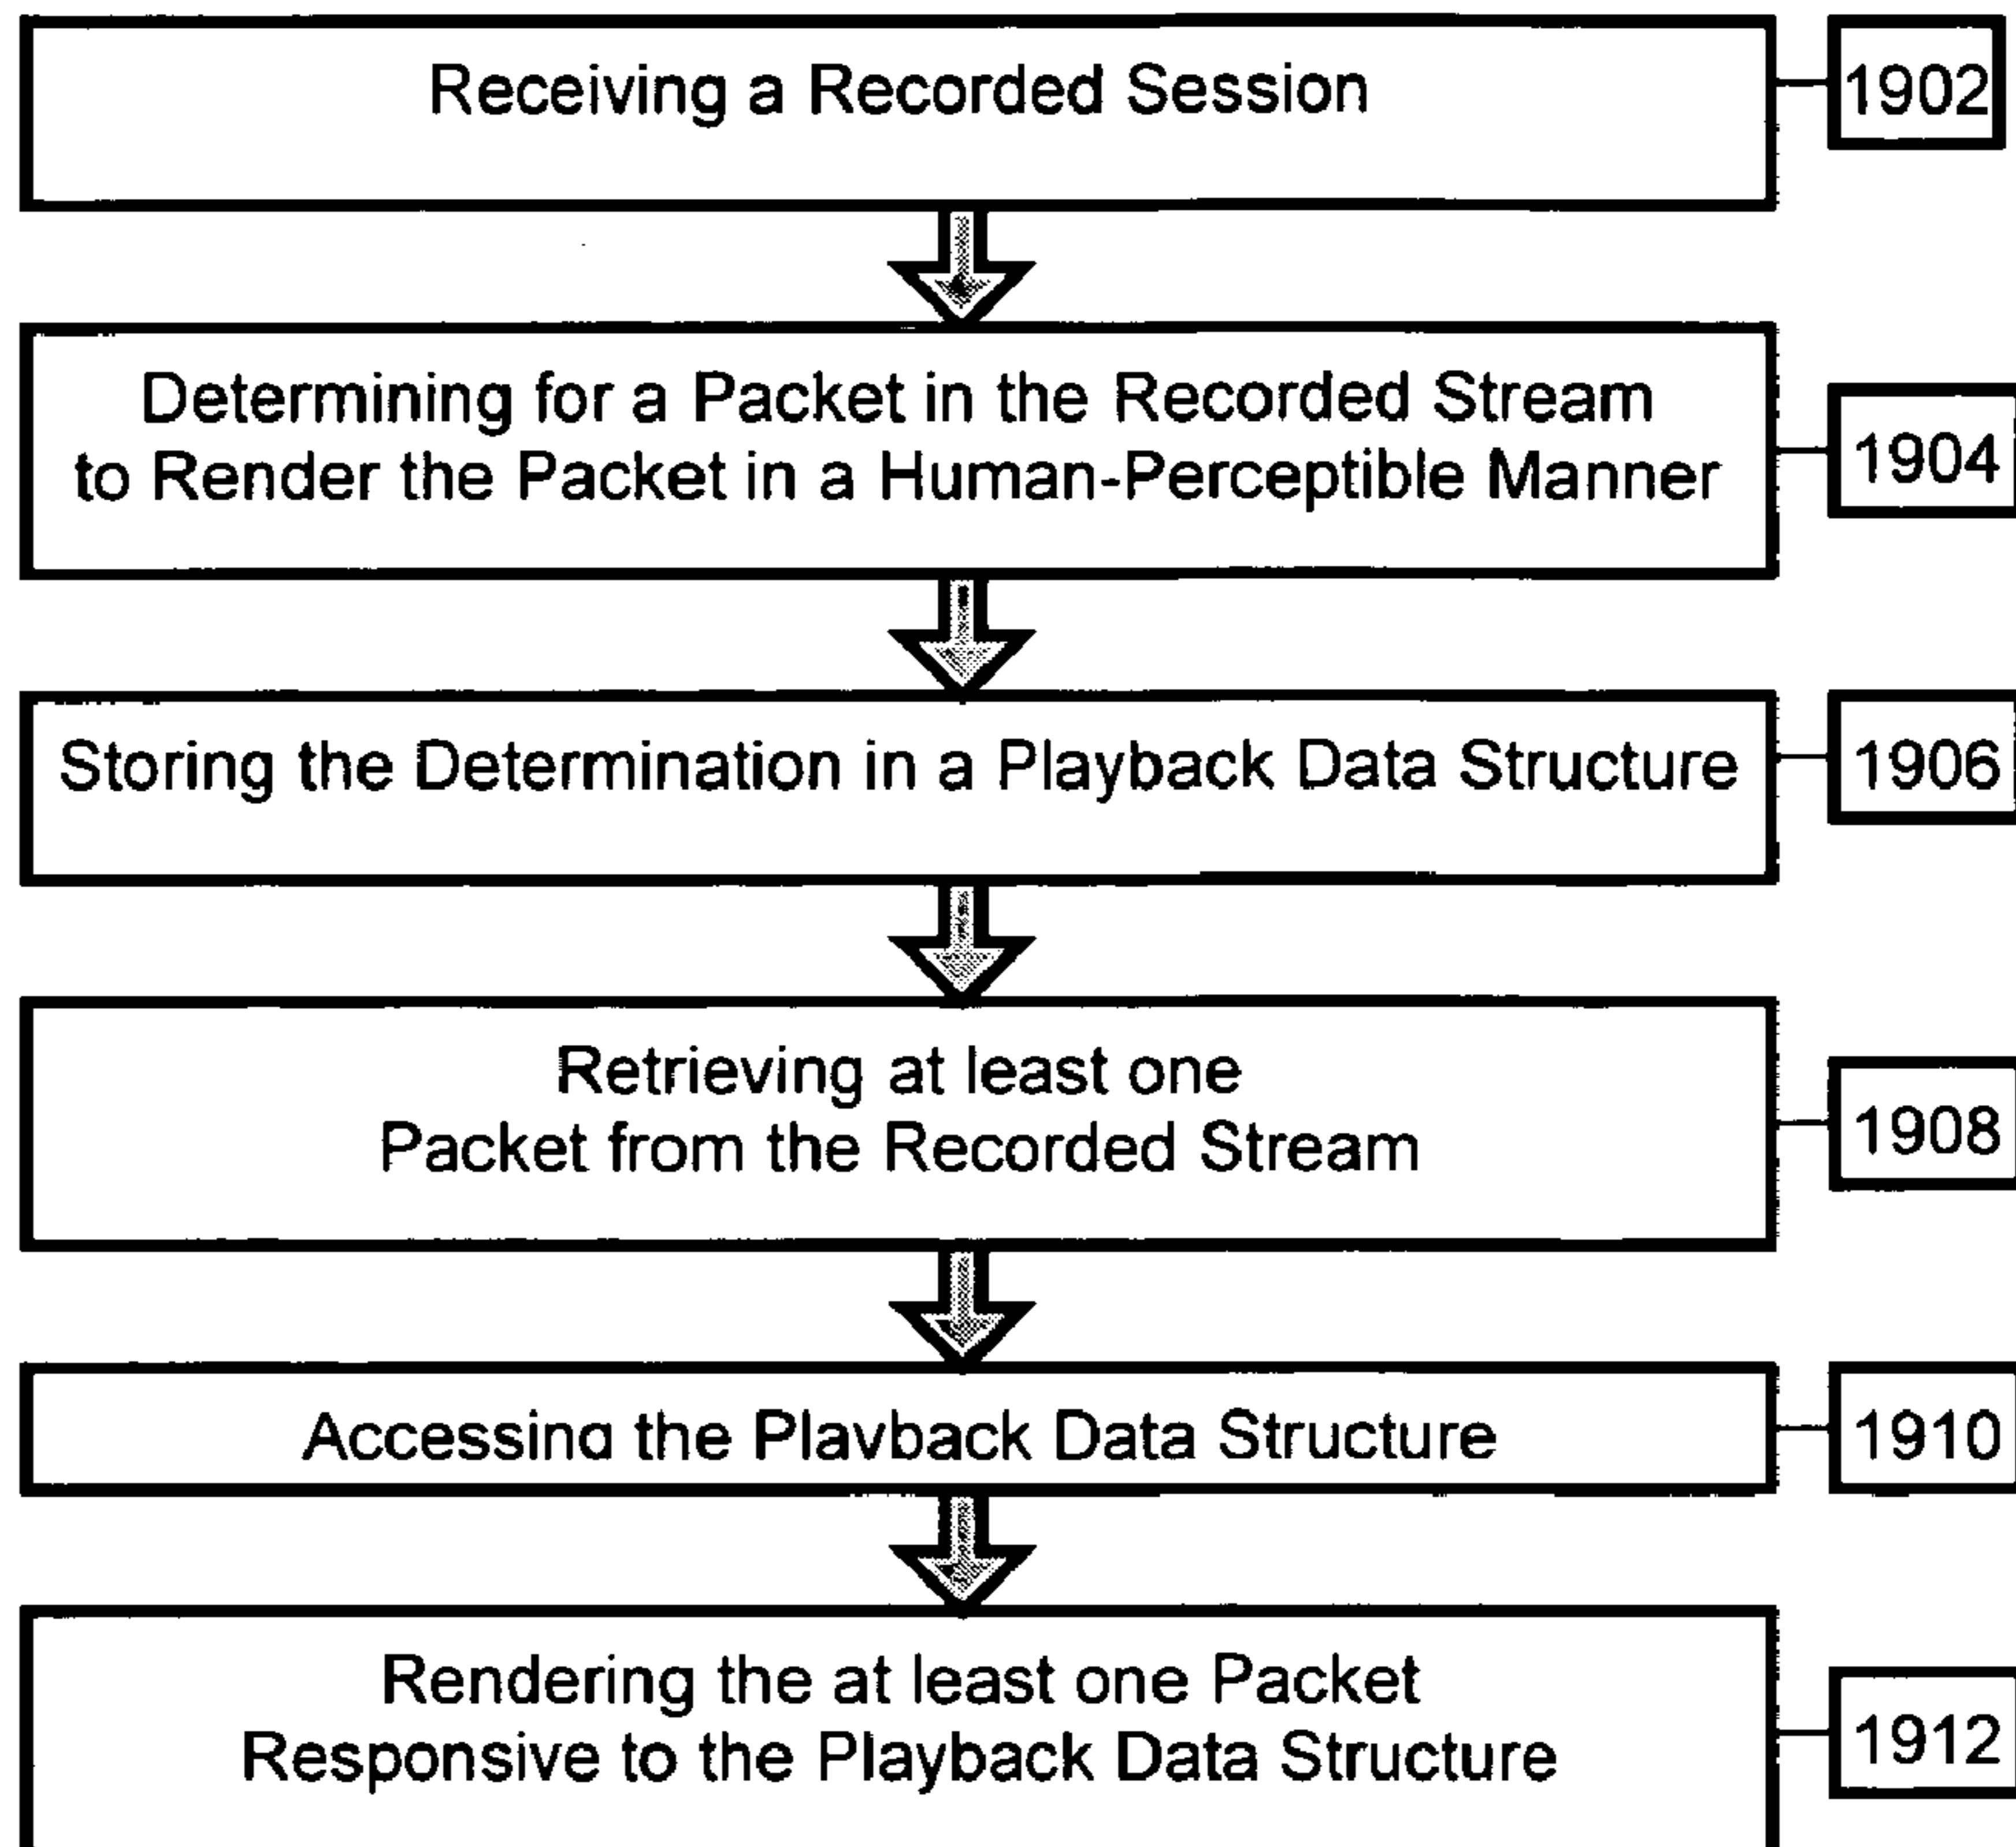 Receiving a Recorded Session
1902
Determining for a Packet in the Recorded Stream
to Render the Packet in a Human-Perceptible Manner
1904
Storing the Determination in a Playback Data Structure
1906
Retrieving at least one
Packet from the Recorded Stream
1908
Accessing the Playback Data Structure
1910
Rendering the at least one Packet
Responsive to the Playback Data Structure
1912